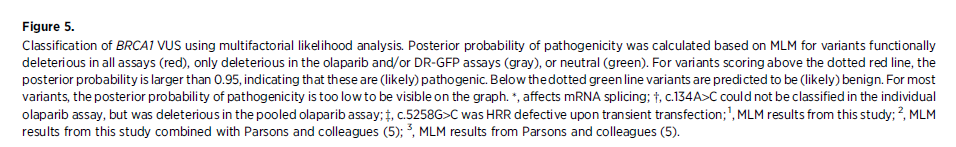 Figure 5.
Classification of BRCA1 VUS using multifactorial likelihood analysis. Posterior probability of pathogenicity was calculated based on MLM for variants functionally
deleterious in all assays (red), only deleterious in the olaparib and/or DR-GFP assays (gray), or neutral (green). For variants scoring above the dotted red line, the
posterior probability is larger than 0.95, indicating that these are (likely) pathogenic. Below the dotted green line variants are predicted to be (likely) benign. For most
variants, the posterior probability of pathogenicity is too low to be visible on the graph. *, affects mRNA splicing; †, c.134A>C could not be classified in the individual
olaparib assay, but was deleterious in the pooled olaparib assay; ‡, c.5258G>C was HRR defective upon transient transfection; ¹, MLM results from this study; ², MLM
results from this study combined with Parsons and colleagues (5); ³, MLM results from Parsons and colleagues (5).